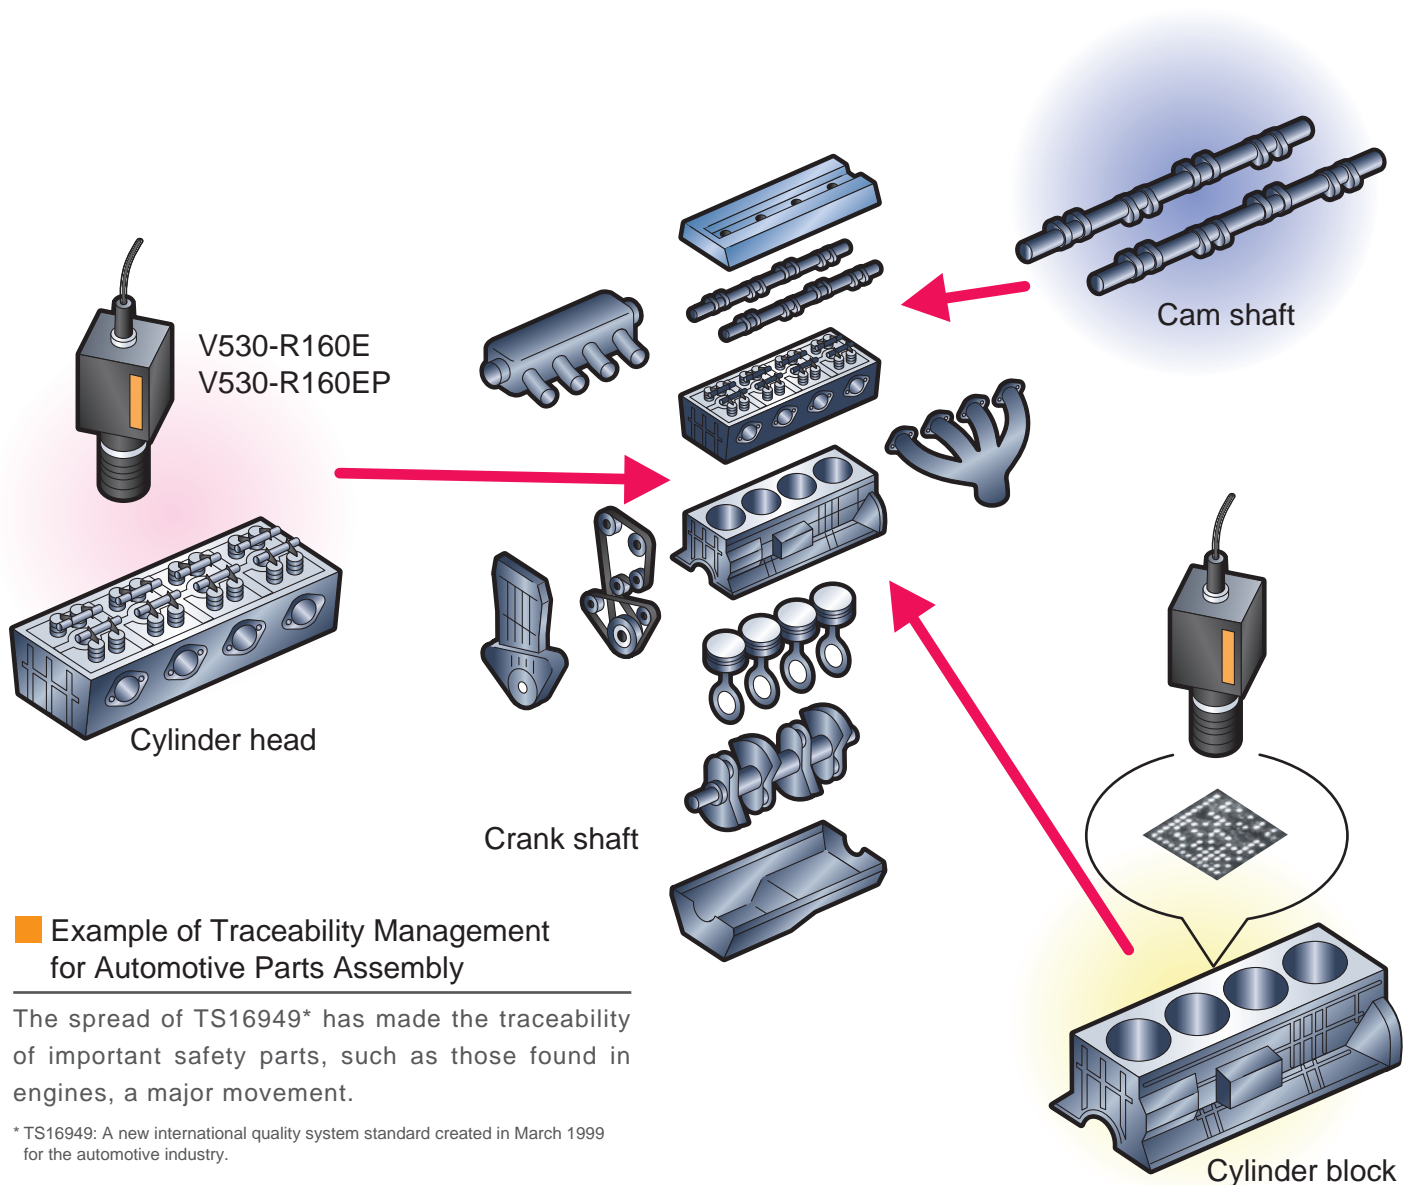 Cam shaft
V530-R160E
V530-R160EP
Cylinder head
Crank shaft
Example of Traceability Management
for Automotive Parts Assembly
The spread of TS16949* has made the traceability
of important safety parts, such as those found in
engines, a major movement.
* TS16949: A new international quality system standard created in March 1999
for the automotive industry.
Cylinder block